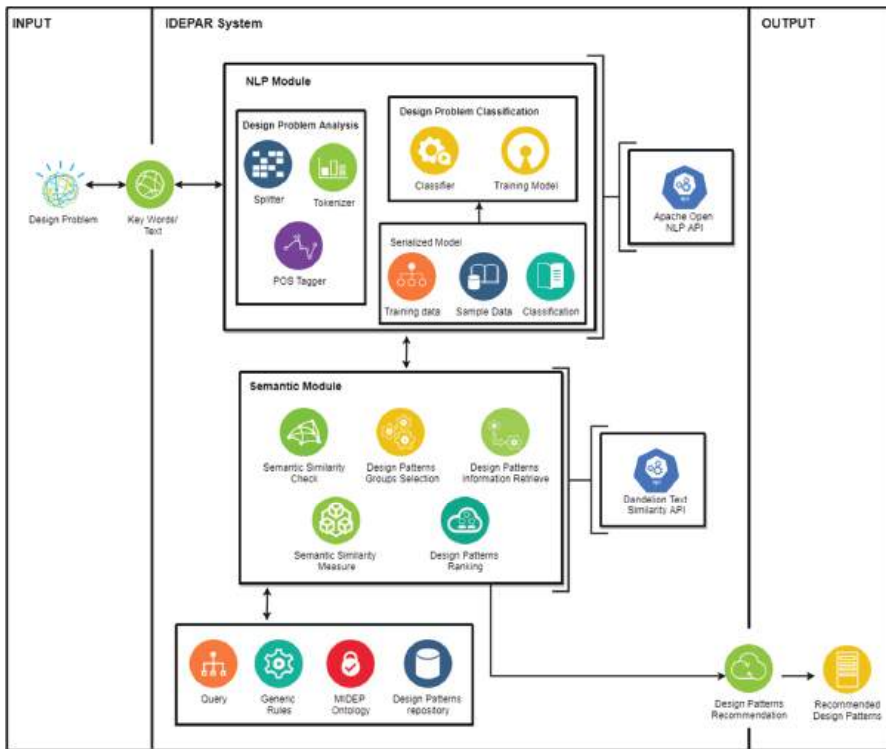 INPUT
IDEPAR System
OUTPUT
NLP Module
Design Problem Analysis
Splitter
Tokenizer
POS Tagger
Design Problem Classification
Classifier
Training Model
Serialized Model
Training data
Sample Data
Classification
Apache Open
NLP API
Design Problem
Key Words/
Text
Semantic Module
Semantic Similarity
Check
Design Patterns
Groups Selection
Design Patterns
Information Retrieve
Semantic Similarity
Measure
Design Patterns
Ranking
Dandelion Text
Similarity API
Query
Generic
Rules
MIDEP
Ontology
Design Patterns
repository
Design Patterns
Recommendation
Recommended
Design Patterns